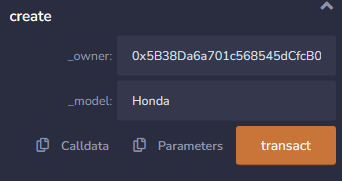 create
_owner: 0x5B38Da6a701c568545dCfcB0
_model: Honda
Calldata Parameters transact